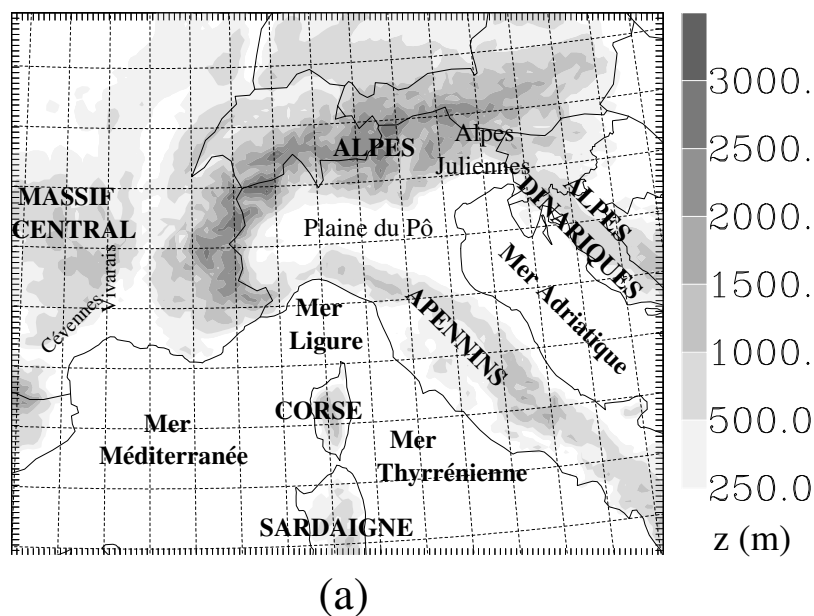 3000.
2500.
2000.
1500.
1000.
500.0
250.0
z (m)
ALPES
Alpes
Juliennes
MASSIF
CENTRAL
Plaine du Pô
ALPES
DINARIQUES
Vivarais
Cévennes
Mer
Ligure
APENNINS
Mer Adriatique
CORSE
Mer
Méditerranée
Mer
Thyrrénienne
SARDAIGNE
(a)